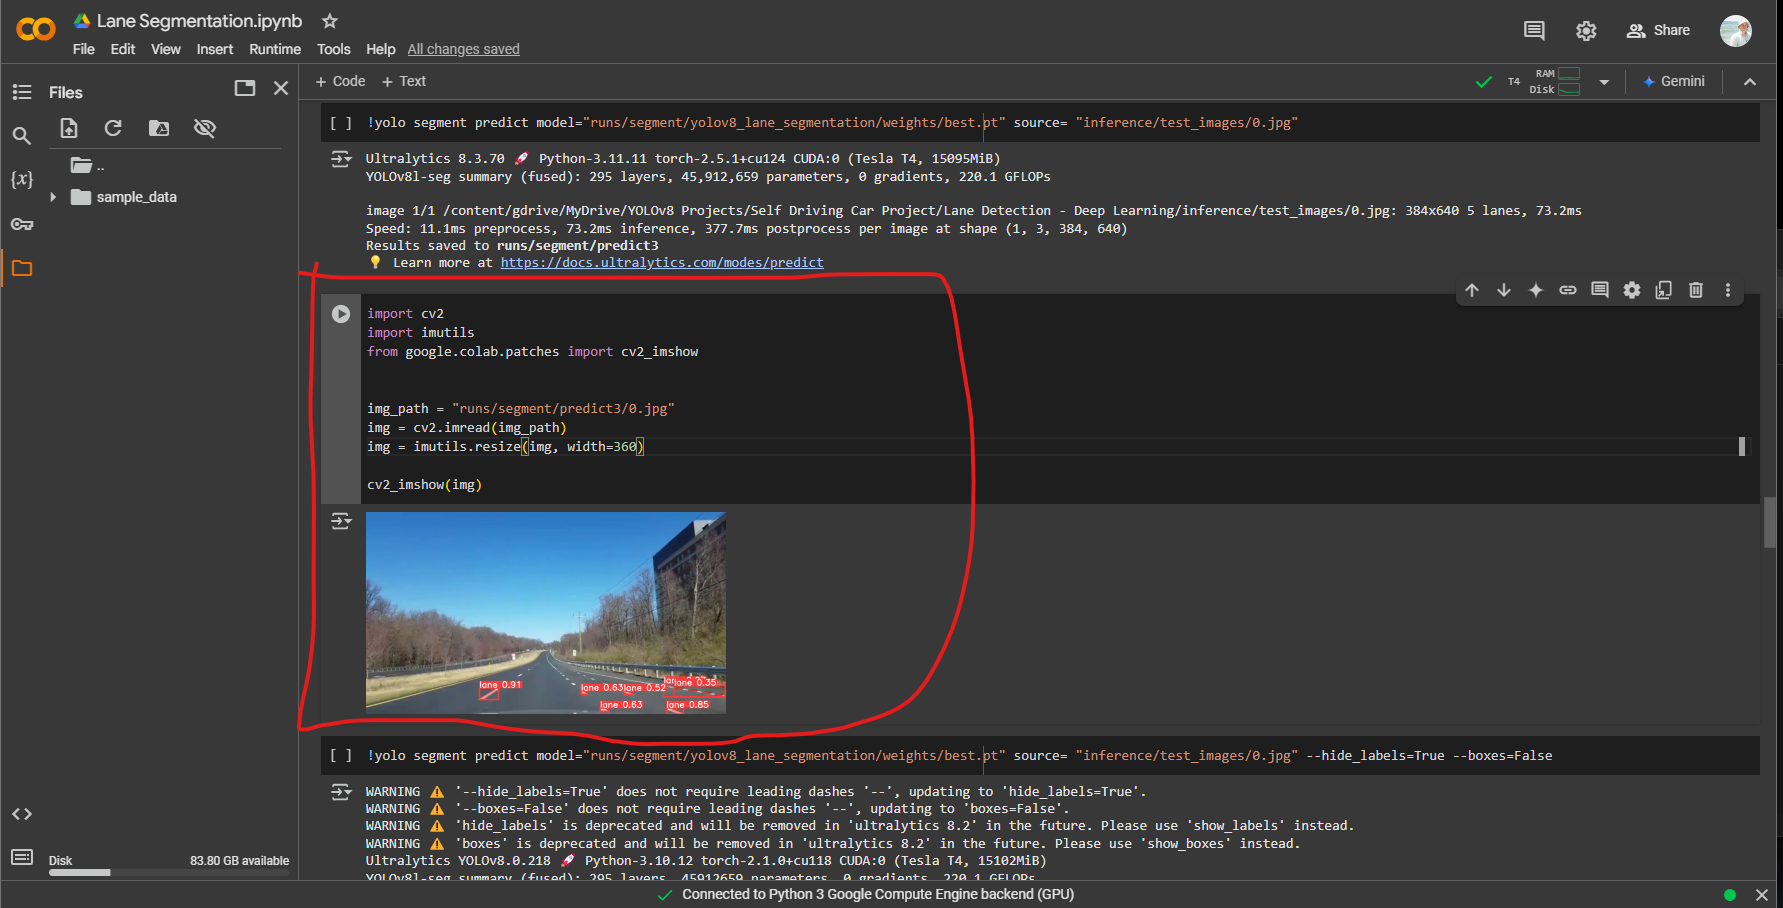 Lane Segmentation.ipynb
File Edit View Insert Runtime Tools Help All changes saved
Share
Files
+ Code + Text
T4 RAM Disk
Gemini
..
sample_data
{x}
[ ] !yolo segment predict model="runs/segment/yolov8_lane_segmentation/weights/best.pt" source= "inference/test_images/0.jpg"
Ultralytics 8.3.70 🚀 Python-3.11.11 torch-2.5.1+cu124 CUDA:0 (Tesla T4, 15095MiB)
YOLOv8l-seg summary (fused): 295 layers, 45,912,659 parameters, 0 gradients, 220.1 GFLOPs
image 1/1 /content/gdrive/MyDrive/YOLOv8 Projects/Self Driving Car Project/Lane Detection - Deep Learning/inference/test_images/0.jpg: 384x640 5 lanes, 73.2ms
Speed: 11.1ms preprocess, 73.2ms inference, 377.7ms postprocess per image at shape (1, 3, 384, 640)
Results saved to runs/segment/predict3
💡 Learn more at https://docs.ultralytics.com/modes/predict
import cv2
import imutils
from google.colab.patches import cv2_imshow
img_path = "runs/segment/predict3/0.jpg"
img = cv2.imread(img_path)
img = imutils.resize(img, width=360)
cv2_imshow(img)
lane 0.91
lane 0.63
lane 0.52
lane 0.35
lane 0.63
lane 0.85
[ ] !yolo segment predict model="runs/segment/yolov8_lane_segmentation/weights/best.pt" source= "inference/test_images/0.jpg" --hide_labels=True --boxes=False
WARNING ⚠️ '--hide_labels=True' does not require leading dashes '--', updating to 'hide_labels=True'.
WARNING ⚠️ '--boxes=False' does not require leading dashes '--', updating to 'boxes=False'.
WARNING ⚠️ 'hide_labels' is deprecated and will be removed in 'ultralytics 8.2' in the future. Please use 'show_labels' instead.
WARNING ⚠️ 'boxes' is deprecated and will be removed in 'ultralytics 8.2' in the future. Please use 'show_boxes' instead.
Ultralytics YOLOv8.0.218 🚀 Python-3.10.12 torch-2.1.0+cu118 CUDA:0 (Tesla T4, 15102MiB)
YOLOv8l-seg summary (fused): 295 layers, 45912659 parameters, 0 gradients, 220.1 GFLOPs
Disk 83.80 GB available
Connected to Python 3 Google Compute Engine backend (GPU)